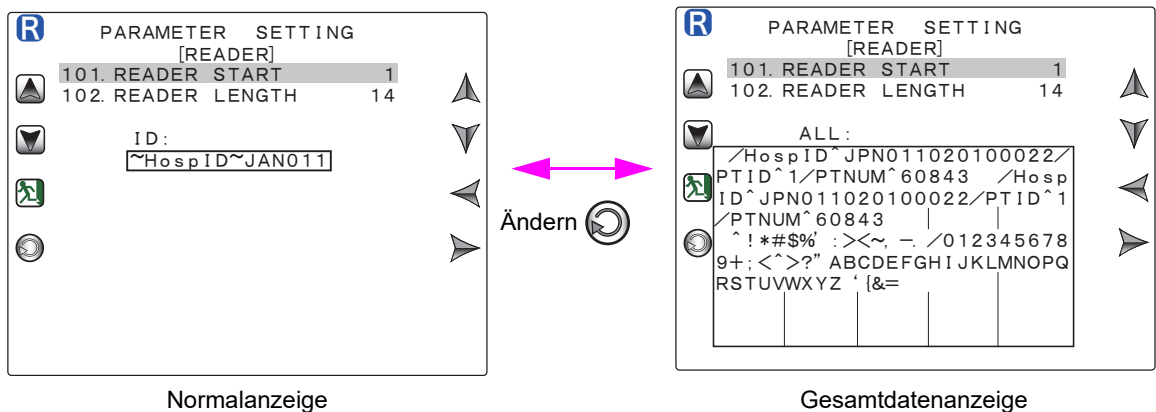 R
PARAMETER SETTING
[READER]
101. READER START 1
102. READER LENGTH 14
ID:
~HospID~JAN011
Normalanzeige
Ändern
R
PARAMETER SETTING
[READER]
101. READER START 1
102. READER LENGTH 14
ALL:
/HospID^JPN011020100022/
PTID^1/PTNUM^60843 /Hosp
ID^JPN011020100022/PTID^1
/PTNUM^60843
^!*#$%' :><~, −. /012345678
9+;<^>?” ABCDEFGHIJKLMNOPQ
RSTUVWXYZ ‘{&=
Gesamtdatenanzeige